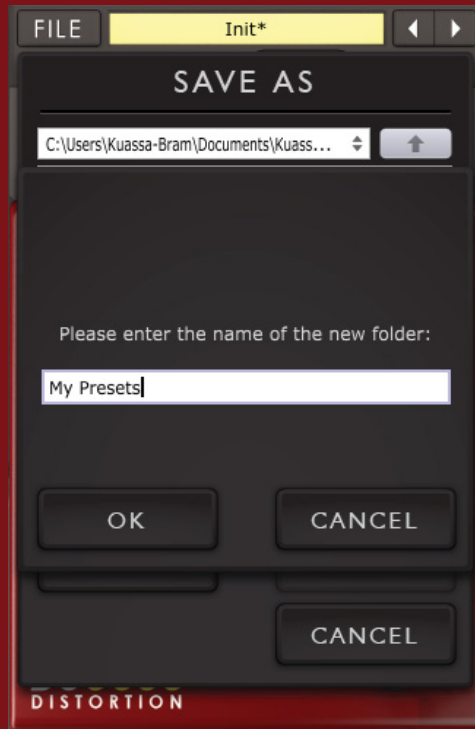 FILE
Init*
SAVE AS
C:\Users\Kuassa-Bram\Documents\Kuass...
Please enter the name of the new folder:
My Presets
OK
CANCEL
CANCEL
DISTORTION